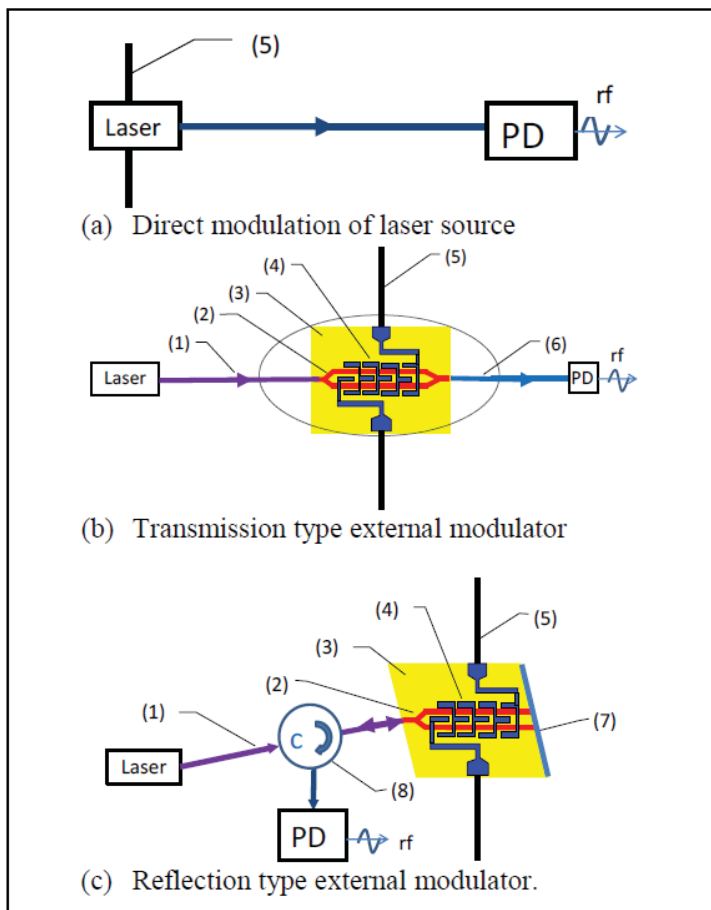 (5)
Laser
PD
rf
(a) Direct modulation of laser source
(5)
(4)
(3)
(2)
(1)
(6)
Laser
PD
rf
(b) Transmission type external modulator
(4)
(5)
(3)
(2)
(1)
(7)
C
Laser
(8)
PD
rf
(c) Reflection type external modulator.